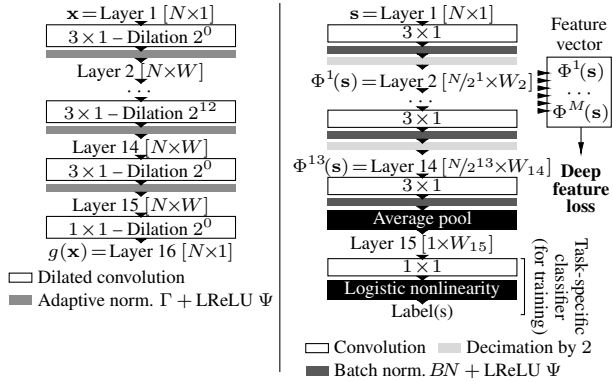 x = Layer 1 [N×1]
3×1 – Dilation 2^0
Layer 2 [N×W]
. . .
3×1 – Dilation 2^12
Layer 14 [N×W]
3×1 – Dilation 2^0
Layer 15 [N×W]
1×1 – Dilation 2^0
g(x) = Layer 16 [N×1]
Dilated convolution
Adaptive norm. Γ + LReLU Ψ
s = Layer 1 [N×1]
3×1
Φ^1(s) = Layer 2 [N/2^1×W_2]
. . .
3×1
Φ^13(s) = Layer 14 [N/2^13×W_14]
3×1
Average pool
Layer 15 [1×W_15]
1×1
Logistic nonlinearity
Label(s)
Feature
vector
Φ^1(s)
. . .
Φ^M(s)
Deep
feature
loss
Task-specific
classifier
(for training)
Convolution
Decimation by 2
Batch norm. BN + LReLU Ψ